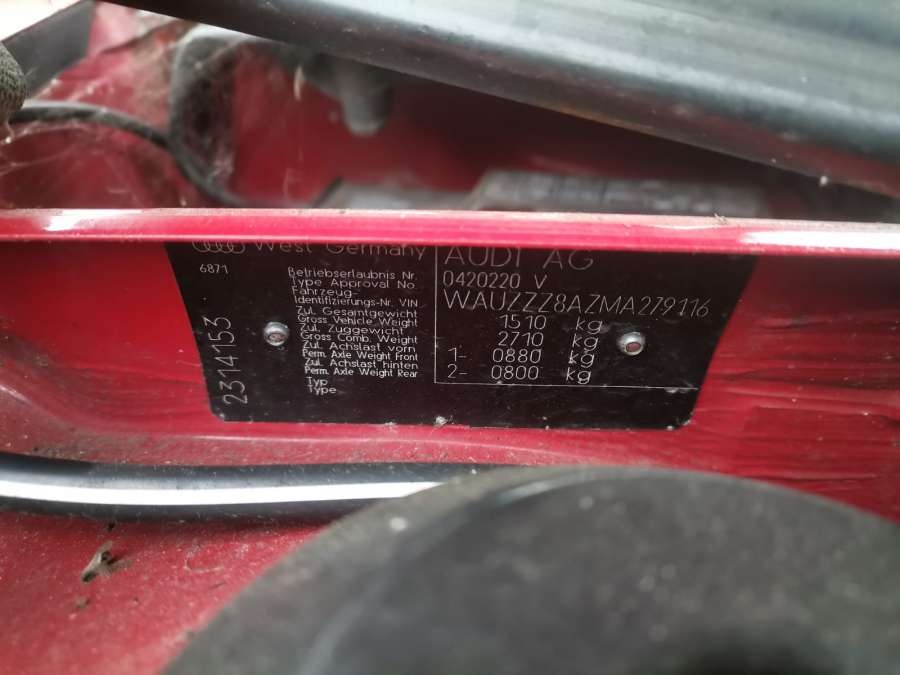 West Germany AUDI AG
6871
Betriebserlaubnis Nr.
Type Approval No. 0420220 V
Fahrzeug-
Identifizierungs-Nr. VIN WAUZZZ8AZMA279116
Zul. Gesamtgewicht
Gross Vehicle Weight 1510 kg
Zul. Zuggewicht
Gross Comb. Weight 2710 kg
Zul. Achslast vorn
Perm. Axle Weight Front 1- 0880 kg
Zul. Achslast hinten
Perm. Axle Weight Rear 2- 0800 kg
Typ
Type
2314153